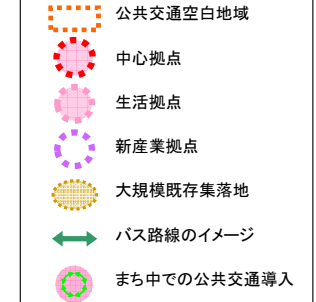 公共交通空白地域
中心拠点
生活拠点
新産業拠点
大規模既存集落地
バス路線のイメージ
まち中での公共交通導入